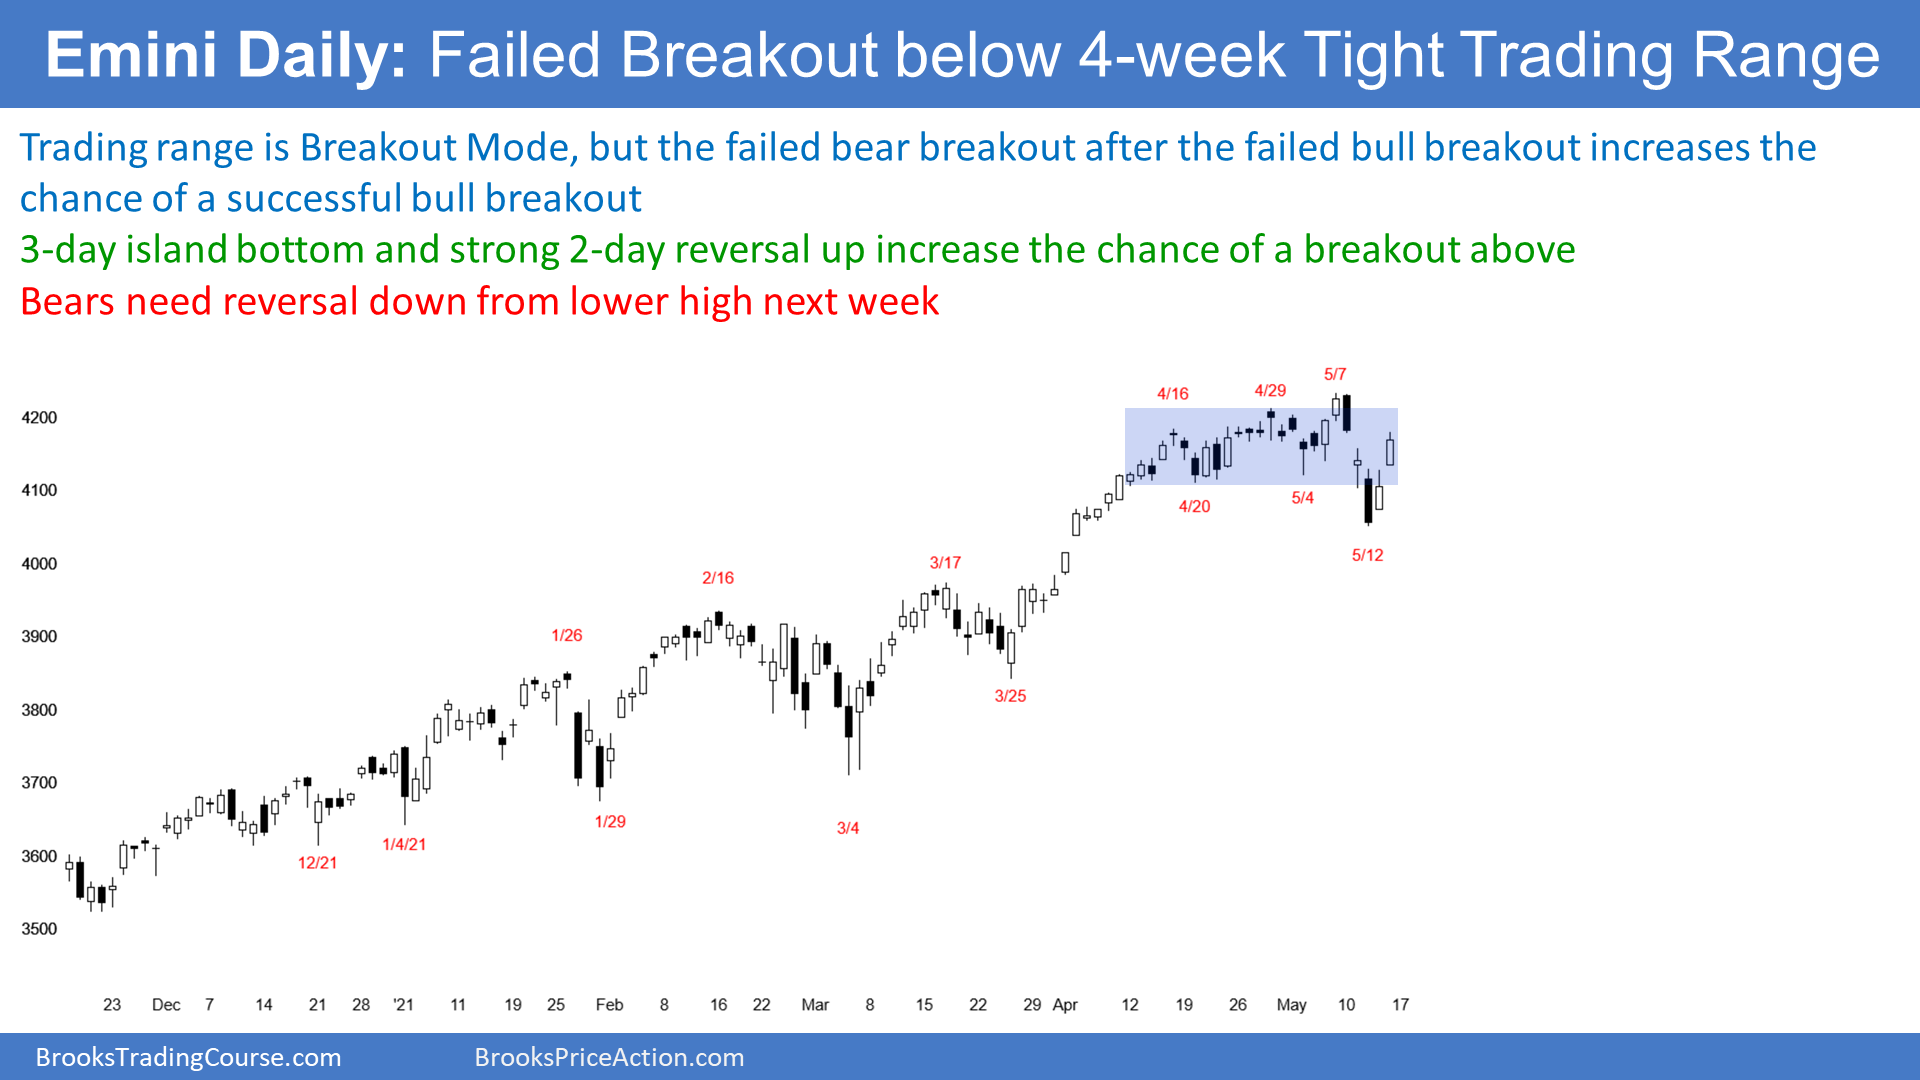 Emini Daily: Failed Breakout below 4-week Tight Trading Range
Trading range is Breakout Mode, but the failed bear breakout after the failed bull breakout increases the
chance of a successful bull breakout
3-day island bottom and strong 2-day reversal up increase the chance of a breakout above
Bears need reversal down from lower high next week
5/7
4/16
4/29
4200
4100
5/4
4/20
5/12
4000
3/17
2/16
3900
1/26
3/25
3800
3700
1/29
3/4
1/4/21
3600
12/21
3500
23 Dec 7 14 21 28 '21 11 19 25 Feb 8 16 22 Mar 8 15 22 29 Apr 12 19 26 May 10 17
BrooksTradingCourse.com
BrooksPriceAction.com